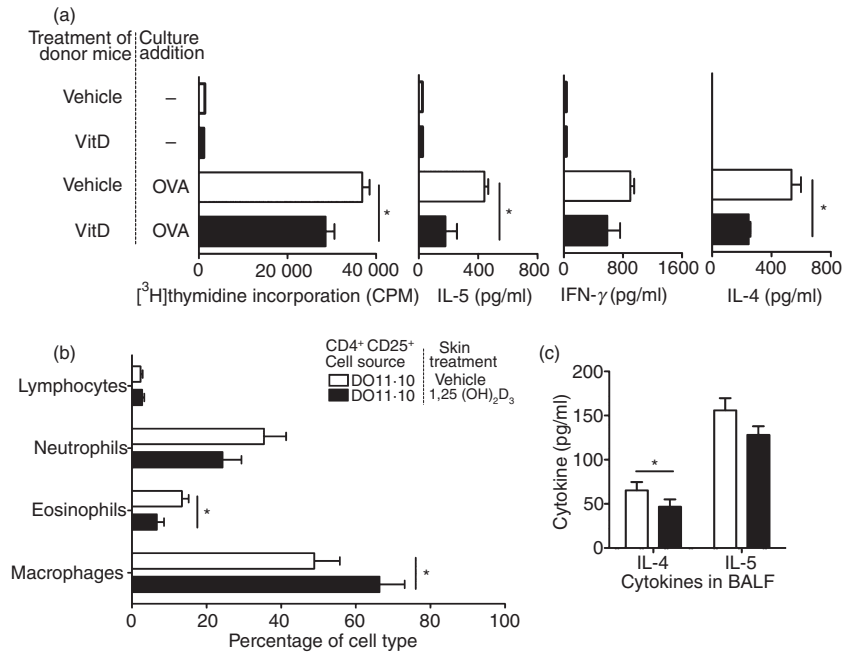 (a)
Treatment of donor mice
Culture addition
Vehicle –
VitD –
Vehicle OVA
VitD OVA
*
*
*
0 20 000 40 000
0 400 800
0 800 1600
0 400 800
[³H]thymidine incorporation (CPM)
IL-5 (pg/ml)
IFN-γ (pg/ml)
IL-4 (pg/ml)
(b)
CD4⁺ CD25⁺ Cell source
Skin treatment
DO11·10 Vehicle
DO11·10 1,25 (OH)₂D₃
Lymphocytes
Neutrophils
Eosinophils
*
Macrophages
*
0 20 40 60 80 100
Percentage of cell type
(c)
Cytokine (pg/ml)
200
150
100
50
0
*
IL-4 IL-5
Cytokines in BALF